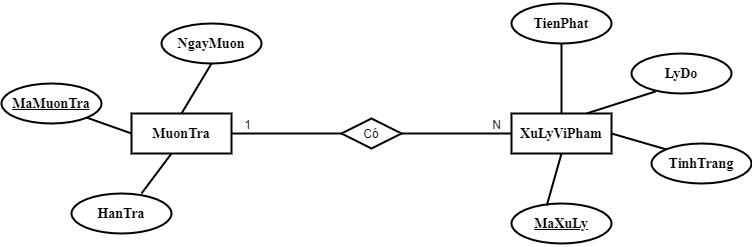 TienPhat
NgayMuon
LyDo
MaMuonTra
1
N
MuonTra
Có
XuLyViPham
TinhTrang
HanTra
MaXuLy